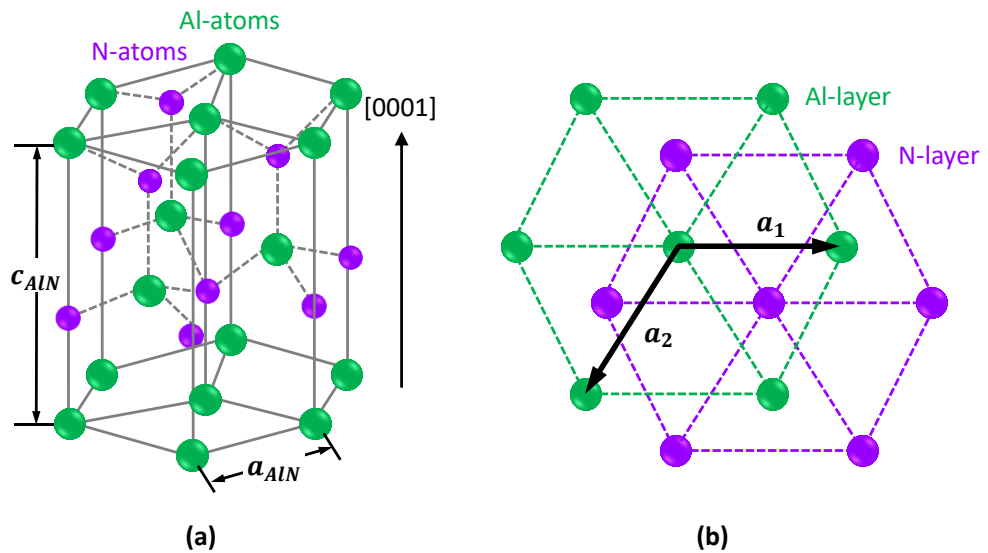 Al-atoms
N-atoms
[0001]
c_AlN
a_AlN
(a)
Al-layer
N-layer
a_1
a_2
(b)